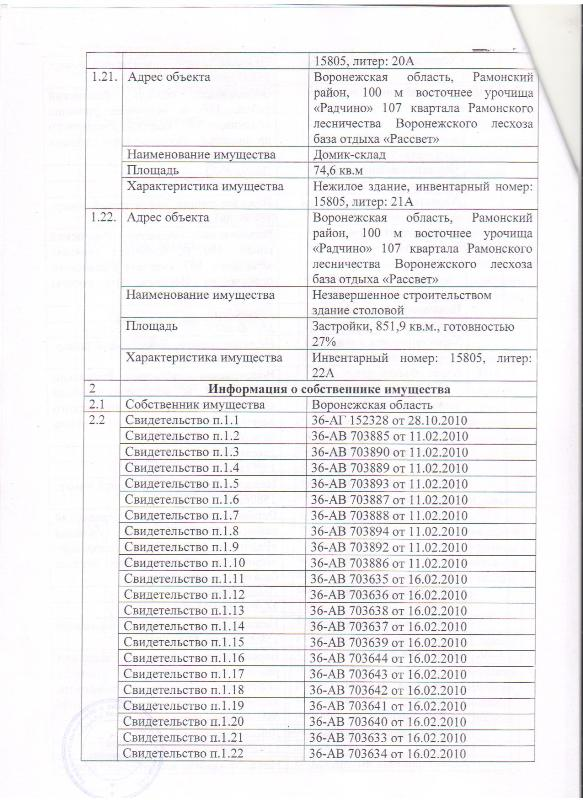 15805, литер: 20А
1.21. Адрес объекта Воронежская область, Рамонский
район, 100 м восточнее урочища
«Радчино» 107 квартала Рамонского
лесничества Воронежского лесхоза
база отдыха «Рассвет»
Наименование имущества Домик-склад
Площадь 74,6 кв.м
Характеристика имущества Нежилое здание, инвентарный номер:
15805, литер: 21А
1.22. Адрес объекта Воронежская область, Рамонский
район, 100 м восточнее урочища
«Радчино» 107 квартала Рамонского
лесничества Воронежского лесхоза
база отдыха «Рассвет»
Наименование имущества Незавершенное строительством
здание столовой
Площадь Застройки, 851,9 кв.м., готовностью
27%
Характеристика имущества Инвентарный номер: 15805, литер:
22А
2 Информация о собственнике имущества
2.1 Собственник имущества Воронежская область
2.2 Свидетельство п.1.1 36-АГ 152328 от 28.10.2010
Свидетельство п.1.2 36-АВ 703885 от 11.02.2010
Свидетельство п.1.3 36-АВ 703890 от 11.02.2010
Свидетельство п.1.4 36-АВ 703889 от 11.02.2010
Свидетельство п.1.5 36-АВ 703893 от 11.02.2010
Свидетельство п.1.6 36-АВ 703887 от 11.02.2010
Свидетельство п.1.7 36-АВ 703888 от 11.02.2010
Свидетельство п.1.8 36-АВ 703894 от 11.02.2010
Свидетельство п.1.9 36-АВ 703892 от 11.02.2010
Свидетельство п.1.10 36-АВ 703886 от 11.02.2010
Свидетельство п.1.11 36-АВ 703635 от 16.02.2010
Свидетельство п.1.12 36-АВ 703636 от 16.02.2010
Свидетельство п.1.13 36-АВ 703638 от 16.02.2010
Свидетельство п.1.14 36-АВ 703637 от 16.02.2010
Свидетельство п.1.15 36-АВ 703639 от 16.02.2010
Свидетельство п.1.16 36-АВ 703644 от 16.02.2010
Свидетельство п.1.17 36-АВ 703643 от 16.02.2010
Свидетельство п.1.18 36-АВ 703642 от 16.02.2010
Свидетельство п.1.19 36-АВ 703641 от 16.02.2010
Свидетельство п.1.20 36-АВ 703640 от 16.02.2010
Свидетельство п.1.21 36-АВ 703633 от 16.02.2010
Свидетельство п.1.22 36-АВ 703634 от 16.02.2010